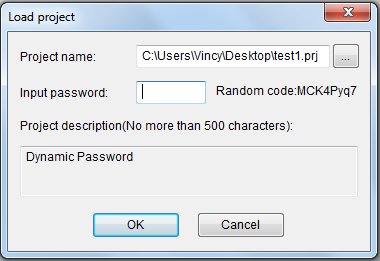 Load project
Project name: C:\Users\Vincy\Desktop\test1.prj ...
Input password: Random code:MCK4Pyq7
Project description(No more than 500 characters):
Dynamic Password
OK Cancel